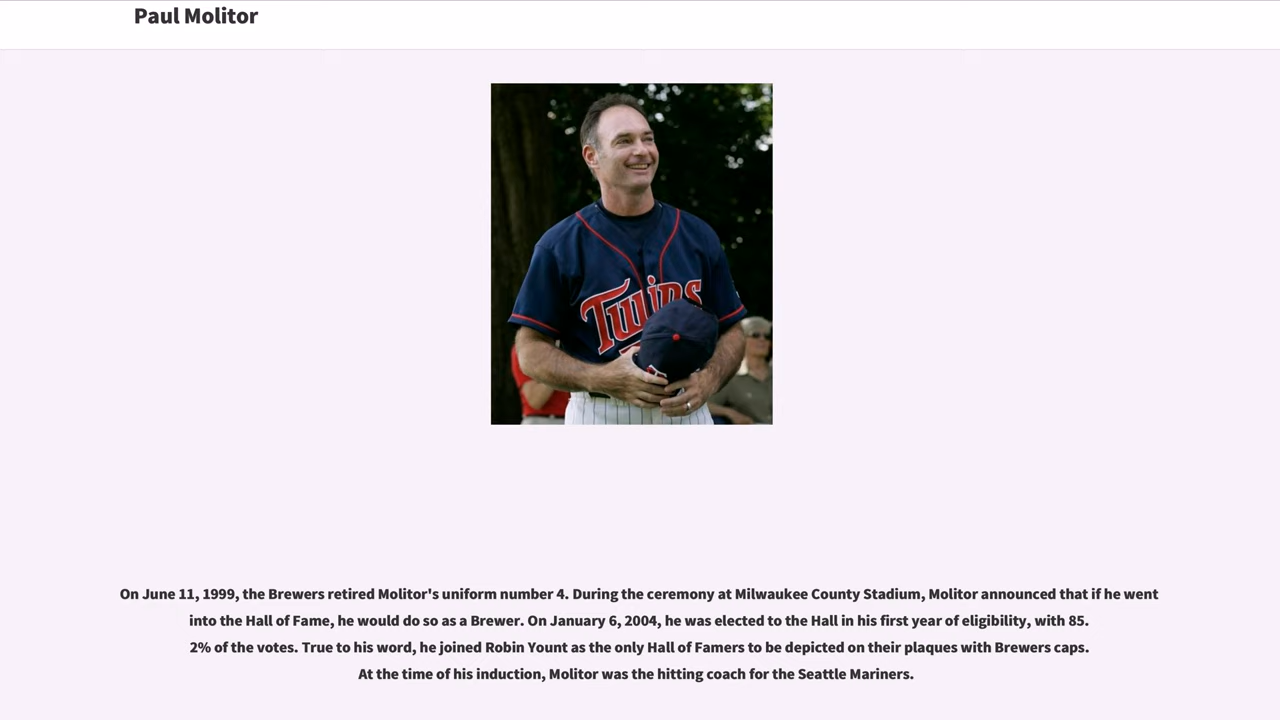 Paul Molitor
Twins
On June 11, 1999, the Brewers retired Molitor's uniform number 4. During the ceremony at Milwaukee County Stadium, Molitor announced that if he went
into the Hall of Fame, he would do so as a Brewer. On January 6, 2004, he was elected to the Hall in his first year of eligibility, with 85.
2% of the votes. True to his word, he joined Robin Yount as the only Hall of Famers to be depicted on their plaques with Brewers caps.
At the time of his induction, Molitor was the hitting coach for the Seattle Mariners.